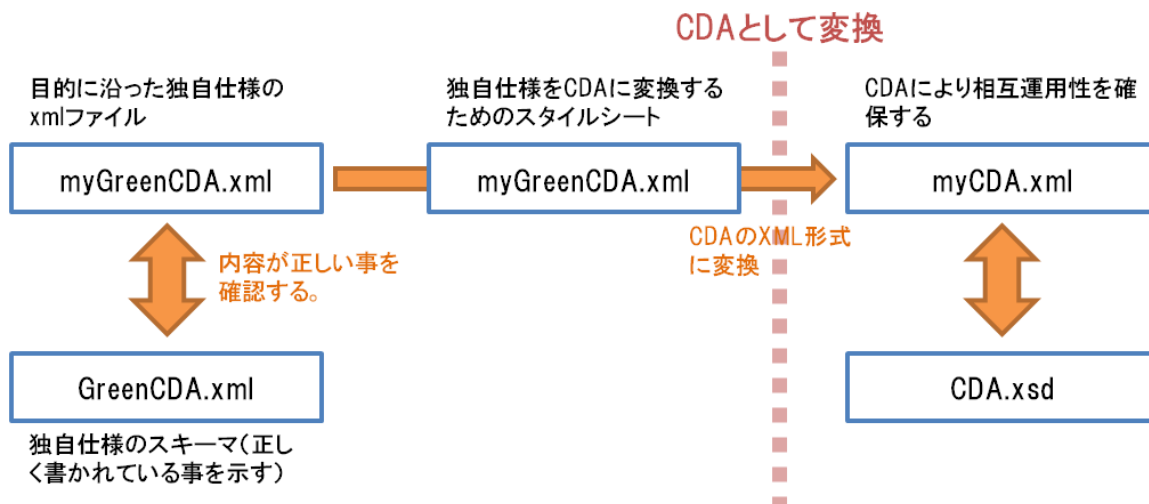 CDAとして変換
目的に沿った独自仕様の
xmlファイル
独自仕様をCDAに変換する
ためのスタイルシート
CDAにより相互運用性を確
保する
myGreenCDA.xml
myGreenCDA.xml
myCDA.xml
CDAのXML形式
に変換
内容が正しい事を
確認する。
GreenCDA.xml
CDA.xsd
独自仕様のスキーマ(正し
く書かれている事を示す)